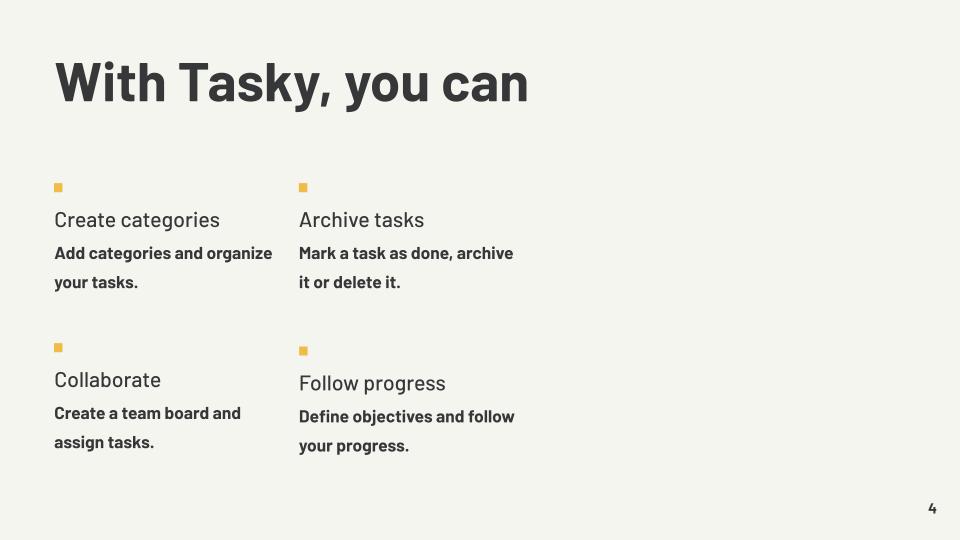 With Tasky, you can
Create categories
Add categories and organize
your tasks.
Archive tasks
Mark a task as done, archive
it or delete it.
Collaborate
Create a team board and
assign tasks.
Follow progress
Define objectives and follow
your progress.
4